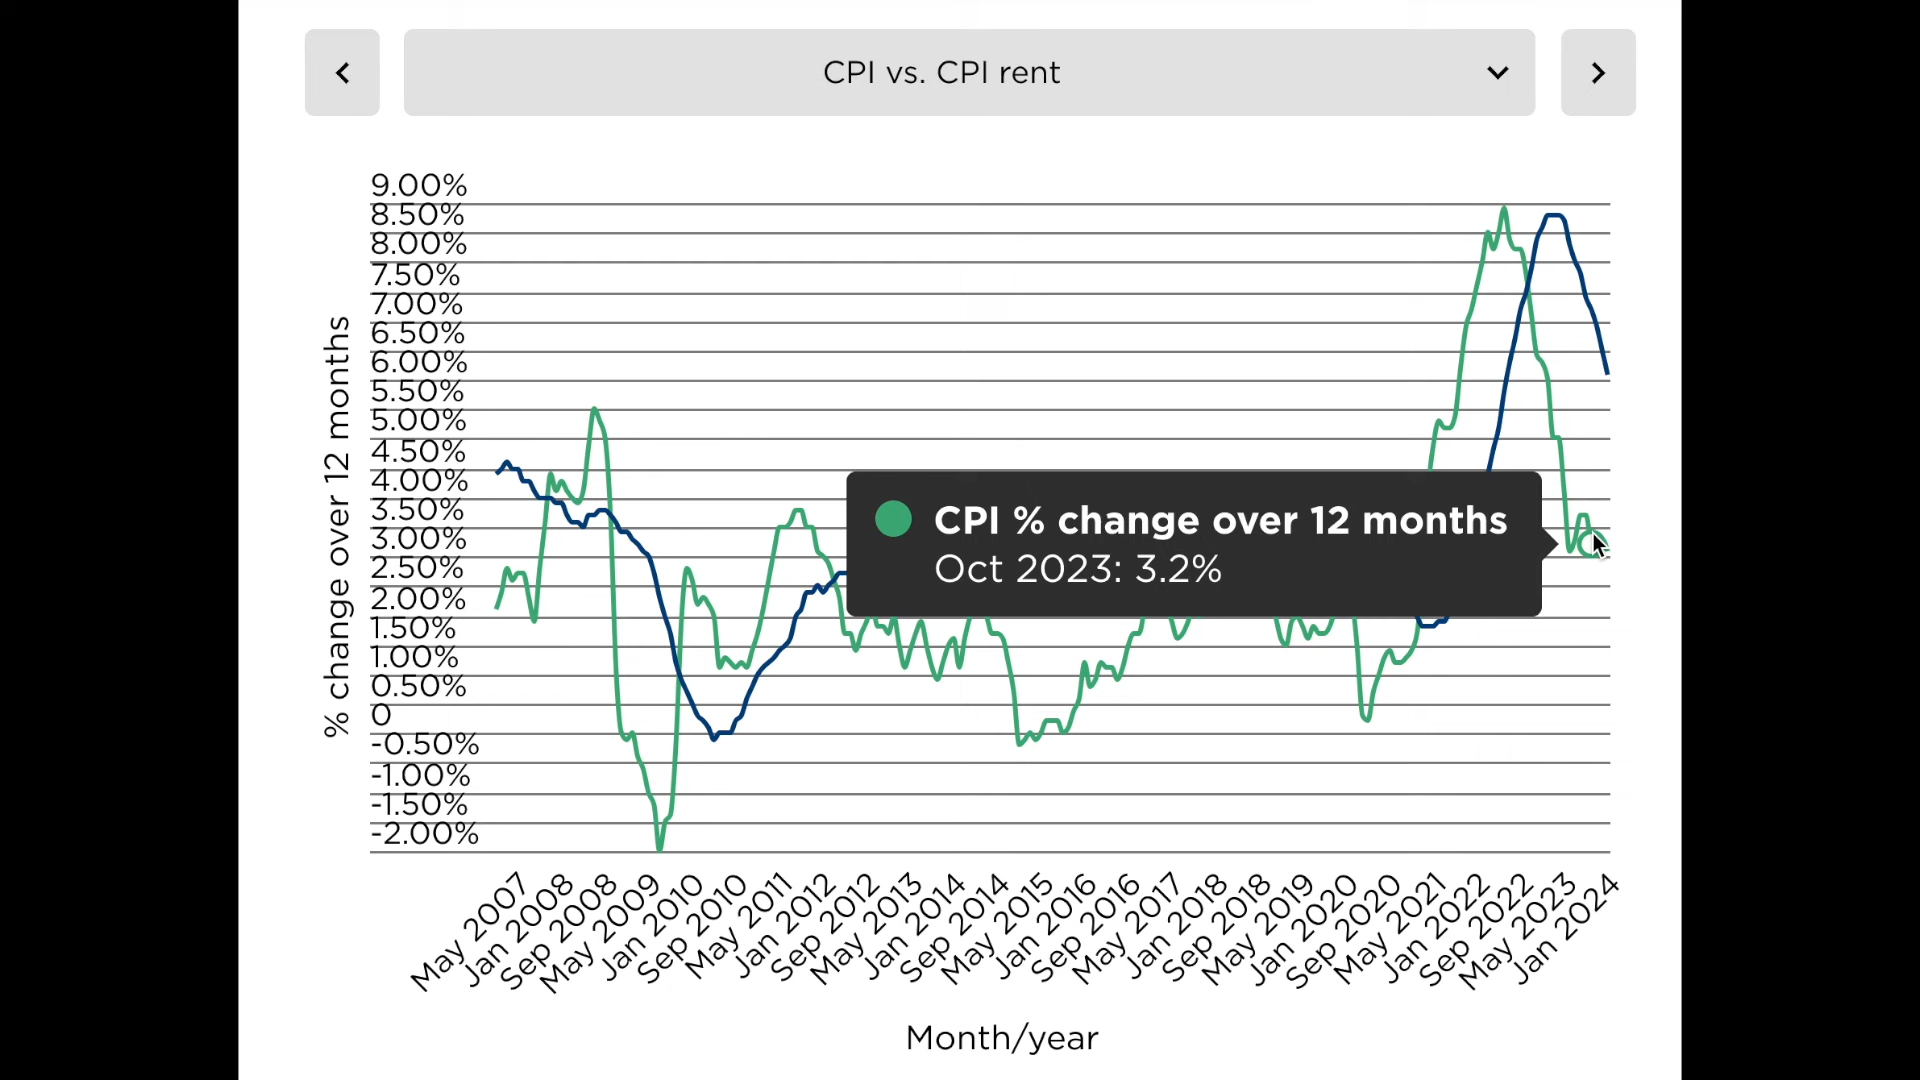 CPI vs. CPI rent
9.00%
8.50%
8.00%
7.50%
7.00%
6.50%
6.00%
5.50%
5.00%
4.50%
4.00%
3.50%
3.00%
2.50%
2.00%
1.50%
1.00%
0.50%
0
-0.50%
-1.00%
-1.50%
-2.00%
% change over 12 months
CPI % change over 12 months
Oct 2023: 3.2%
May 2007
Jan 2008
Sep 2008
May 2009
Jan 2010
Sep 2010
May 2011
Jan 2012
Sep 2012
May 2013
Jan 2014
Sep 2014
May 2015
Jan 2016
Sep 2016
May 2017
Jan 2018
Sep 2018
May 2019
Jan 2020
Sep 2020
May 2021
Jan 2022
Sep 2022
May 2023
Jan 2024
Month/year